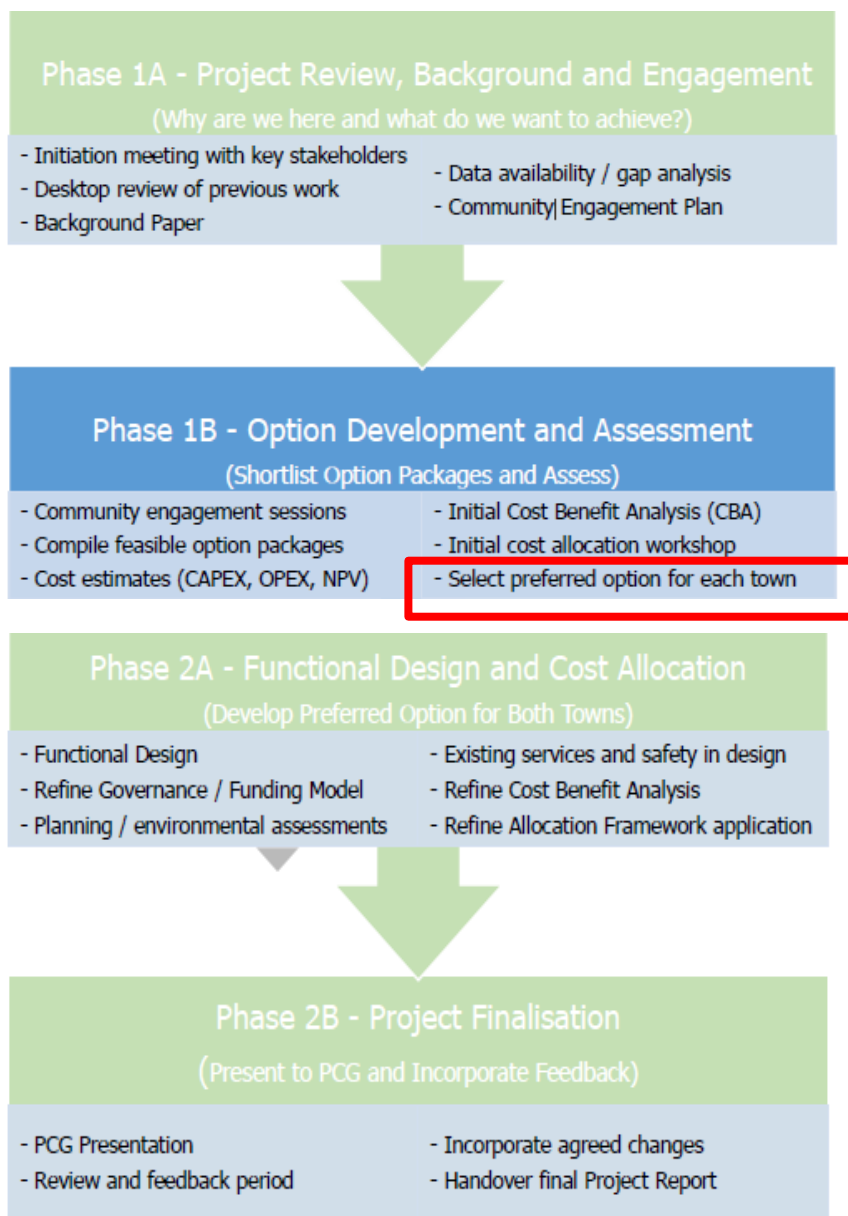 Phase 1A - Project Review, Background and Engagement
(Why are we here and what do we want to achieve?)
- Initiation meeting with key stakeholders
- Desktop review of previous work
- Background Paper
- Data availability / gap analysis
- Community|Engagement Plan
Phase 1B - Option Development and Assessment
(Shortlist Option Packages and Assess)
- Community engagement sessions
- Compile feasible option packages
- Cost estimates (CAPEX, OPEX, NPV)
- Initial Cost Benefit Analysis (CBA)
- Initial cost allocation workshop
- Select preferred option for each town
Phase 2A - Functional Design and Cost Allocation
(Develop Preferred Option for Both Towns)
- Functional Design
- Refine Governance / Funding Model
- Planning / environmental assessments
- Existing services and safety in design
- Refine Cost Benefit Analysis
- Refine Allocation Framework application
Phase 2B - Project Finalisation
(Present to PCG and Incorporate Feedback)
- PCG Presentation
- Review and feedback period
- Incorporate agreed changes
- Handover final Project Report